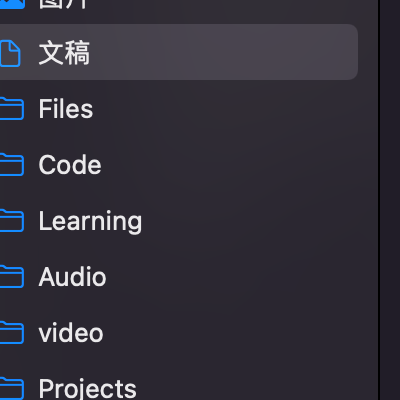 图片
文稿
Files
Code
Learning
Audio
video
Projects